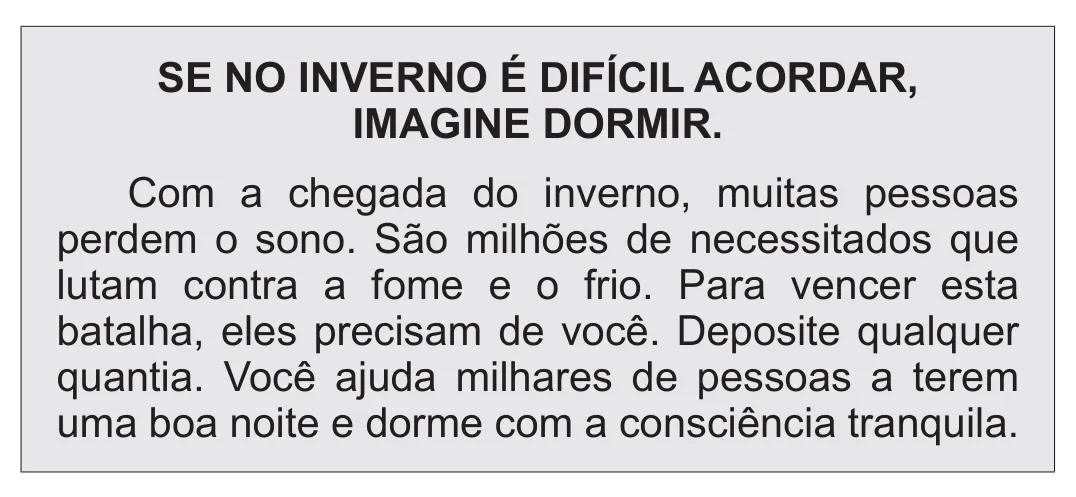 SE NO INVERNO É DIFÍCIL ACORDAR,
IMAGINE DORMIR.
Com a chegada do inverno, muitas pessoas
perdem o sono. São milhões de necessitados que
lutam contra a fome e o frio. Para vencer esta
batalha, eles precisam de você. Deposite qualquer
quantia. Você ajuda milhares de pessoas a terem
uma boa noite e dorme com a consciência tranquila.